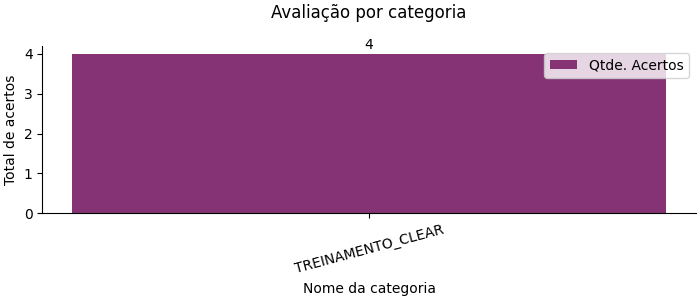 Avaliação por categoria
4
Qtde. Acertos
Total de acertos
4
3
2
1
0
TREINAMENTO_CLEAR
Nome da categoria